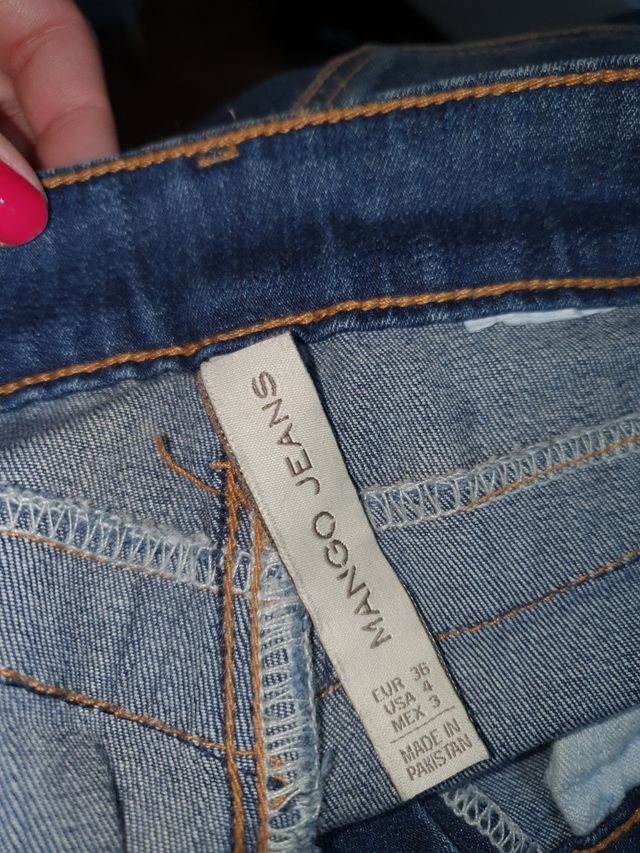 MANGO JEANS
EUR 36
USA 4
MEX 3
MADE IN
PAKISTAN